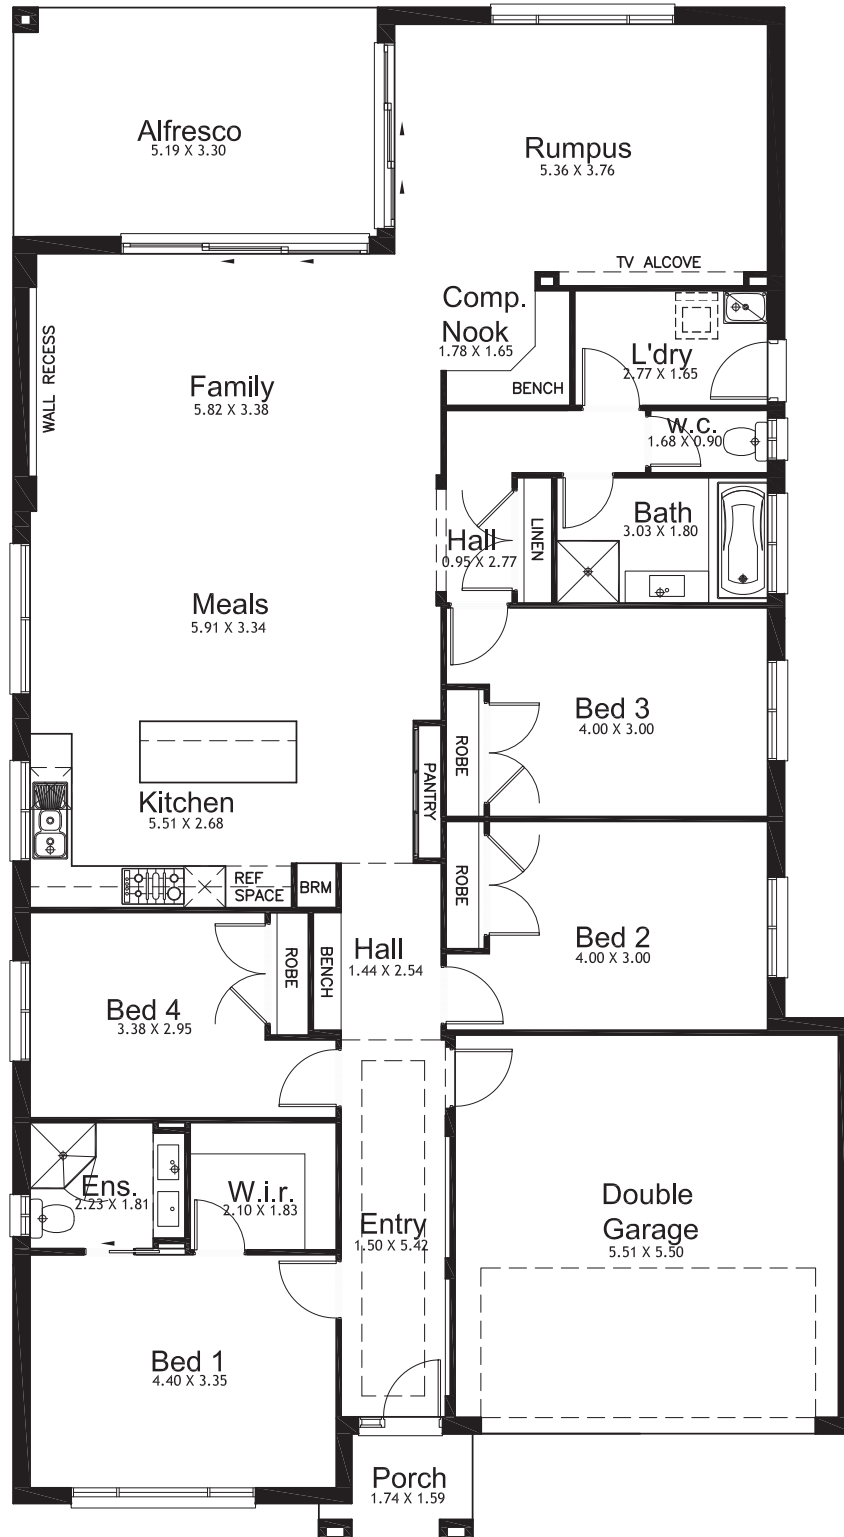 Alfresco
5.19 X 3.30
Rumpus
5.36 X 3.76
TV ALCOVE
Comp.
Nook
1.78 X 1.65
BENCH
L'dry
2.77 X 1.65
WALL RECESS
Family
5.82 X 3.38
w.c.
1.68 X 0.90
Hall
0.95 X 2.77
LINEN
Bath
3.03 X 1.80
Meals
5.91 X 3.34
Bed 3
4.00 X 3.00
ROBE
PANTRY
Kitchen
5.51 X 2.68
REF
SPACE
BRM
ROBE
Bed 2
4.00 X 3.00
Hall
1.44 X 2.54
BENCH
ROBE
Bed 4
3.38 X 2.95
Ens.
2.23 X 1.81
W.i.r.
2.10 X 1.83
Entry
1.50 X 5.42
Double
Garage
5.51 X 5.50
Bed 1
4.40 X 3.35
Porch
1.74 X 1.59